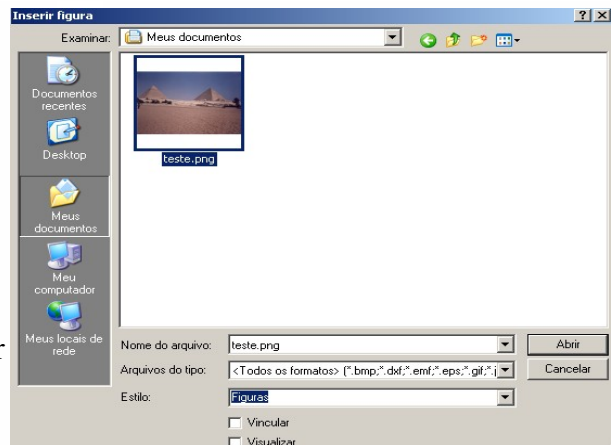 Inserir figura
Examinar: Meus documentos
Documentos
recentes
Desktop
Meus
documentos
Meu
computador
Meus locais de
rede
teste.png
Nome do arquivo: teste.png
Arquivos do tipo: <Todos os formatos> (*.bmp;*.dxf;*.emf;*.eps;*.gif;*.j
Estilo: Figuras
Abrir
Cancelar
Vincular
Visualizar
r